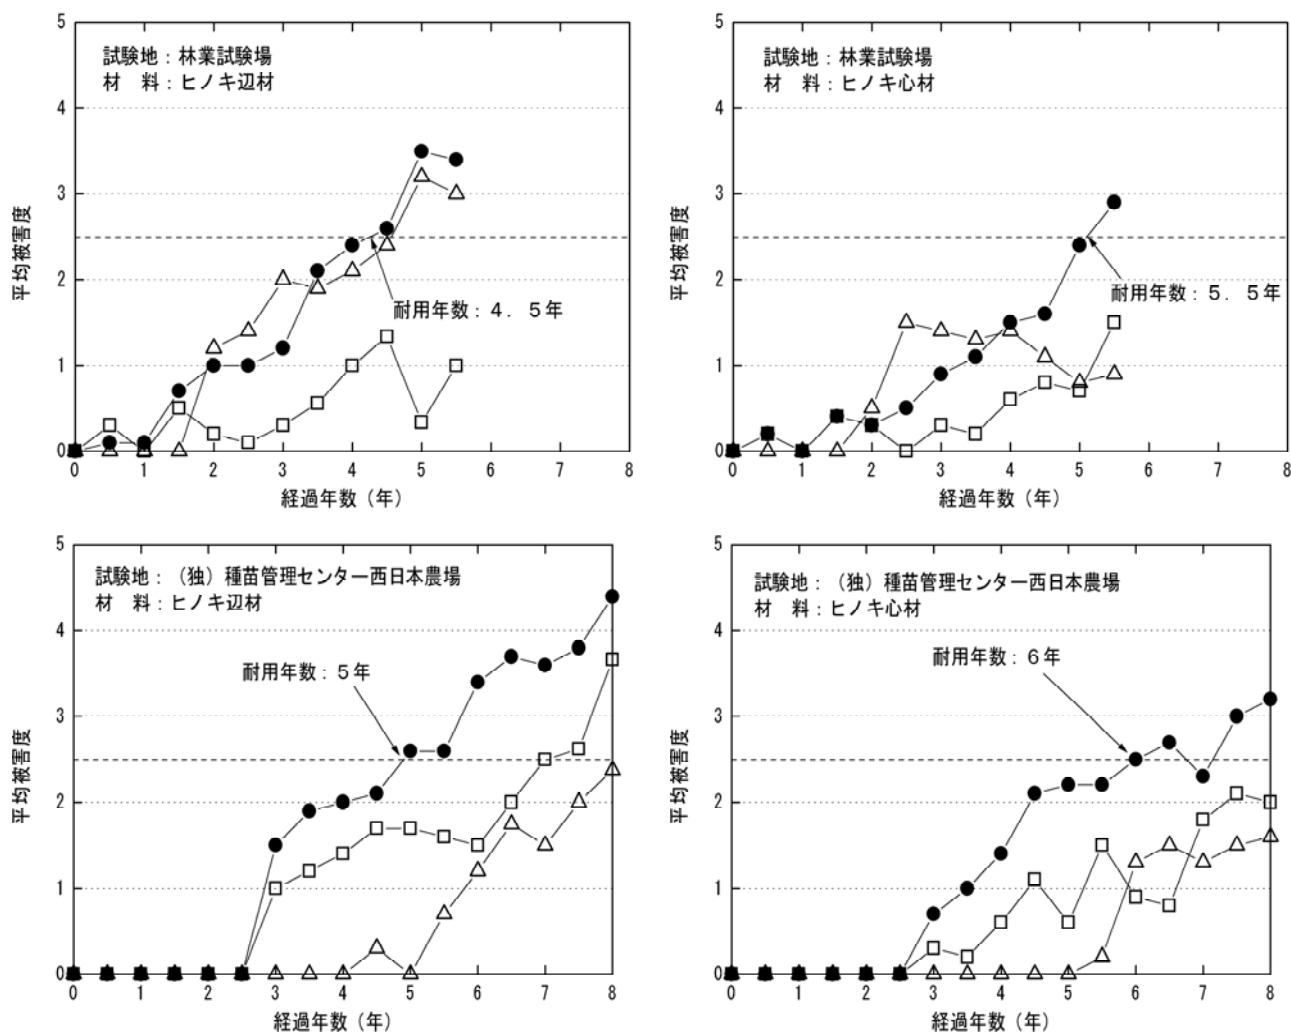 試験地：林業試験場
材　料：ヒノキ辺材
平均被害度
5
4
3
2
1
0
耐用年数：４．５年
0 1 2 3 4 5 6 7 8
経過年数（年）
試験地：林業試験場
材　料：ヒノキ心材
平均被害度
5
4
3
2
1
0
耐用年数：５．５年
0 1 2 3 4 5 6 7 8
経過年数（年）
試験地：（独）種苗管理センター西日本農場
材　料：ヒノキ辺材
平均被害度
5
4
3
2
1
0
耐用年数：５年
0 1 2 3 4 5 6 7 8
経過年数（年）
試験地：（独）種苗管理センター西日本農場
材　料：ヒノキ心材
平均被害度
5
4
3
2
1
0
耐用年数：６年
0 1 2 3 4 5 6 7 8
経過年数（年）